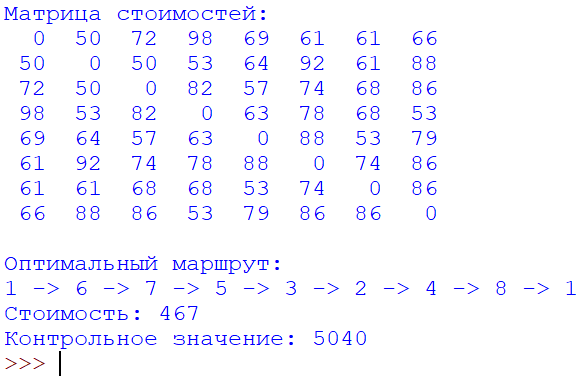 Матрица стоимостей:
0 50 72 98 69 61 61 66
50 0 50 53 64 92 61 88
72 50 0 82 57 74 68 86
98 53 82 0 63 78 68 53
69 64 57 63 0 88 53 79
61 92 74 78 88 0 74 86
61 61 68 68 53 74 0 86
66 88 86 53 79 86 86 0
Оптимальный маршрут:
1 -> 6 -> 7 -> 5 -> 3 -> 2 -> 4 -> 8 -> 1
Стоимость: 467
Контрольное значение: 5040
>>>